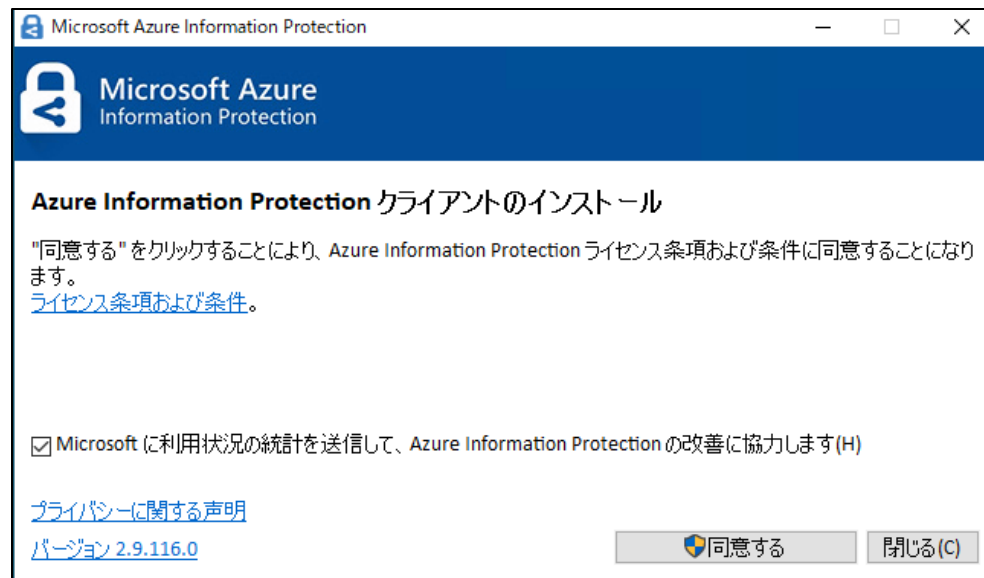 Microsoft Azure Information Protection
Microsoft Azure
Information Protection
Azure Information Protection クライアントのインストール
"同意する" をクリックすることにより、Azure Information Protection ライセンス条項および条件に同意することになり
ます。
ライセンス条項および条件。
Microsoft に利用状況の統計を送信して、Azure Information Protection の改善に協力します(H)
プライバシーに関する声明
バージョン 2.9.116.0
同意する
閉じる(C)